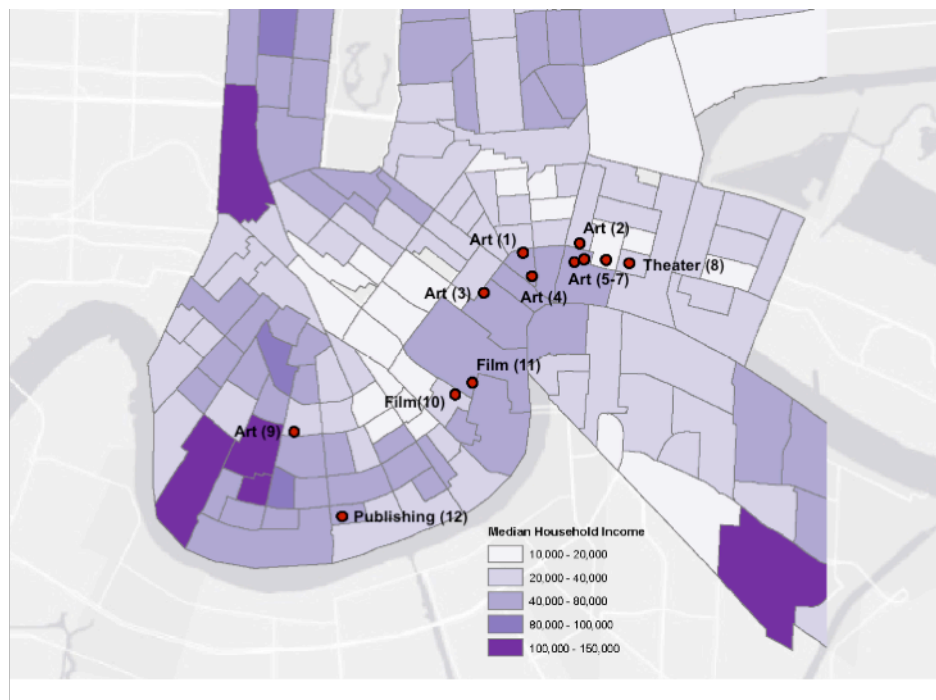 Art (2)
Art (1)
Theater (8)
Art (5-7)
Art (3)
Art (4)
Film (11)
Film(10)
Art (9)
Publishing (12)
Median Household Income
10,000 - 20,000
20,000 - 40,000
40,000 - 80,000
80,000 - 100,000
100,000 - 150,000